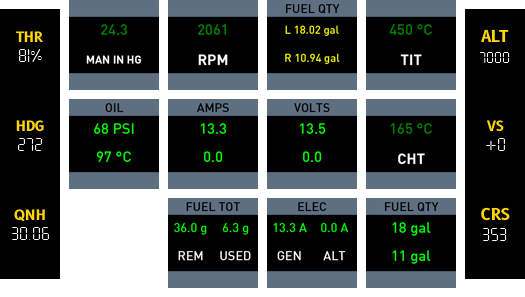 THR
81%
24.3
MAN IN HG
2061
RPM
FUEL QTY
L 18.02 gal
R 10.94 gal
450 °C
TIT
ALT
7000
HDG
272
OIL
68 PSI
97 °C
AMPS
13.3
0.0
VOLTS
13.5
0.0
165 °C
CHT
VS
+0
QNH
30.06
FUEL TOT
36.0 g 6.3 g
REM USED
ELEC
13.3 A 0.0 A
GEN ALT
FUEL QTY
18 gal
11 gal
CRS
353